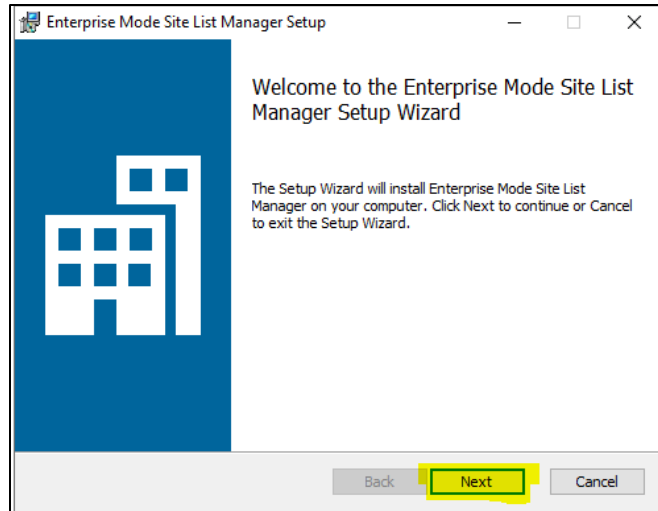 Enterprise Mode Site List Manager Setup
Welcome to the Enterprise Mode Site List
Manager Setup Wizard
The Setup Wizard will install Enterprise Mode Site List
Manager on your computer. Click Next to continue or Cancel
to exit the Setup Wizard.
Back Next Cancel